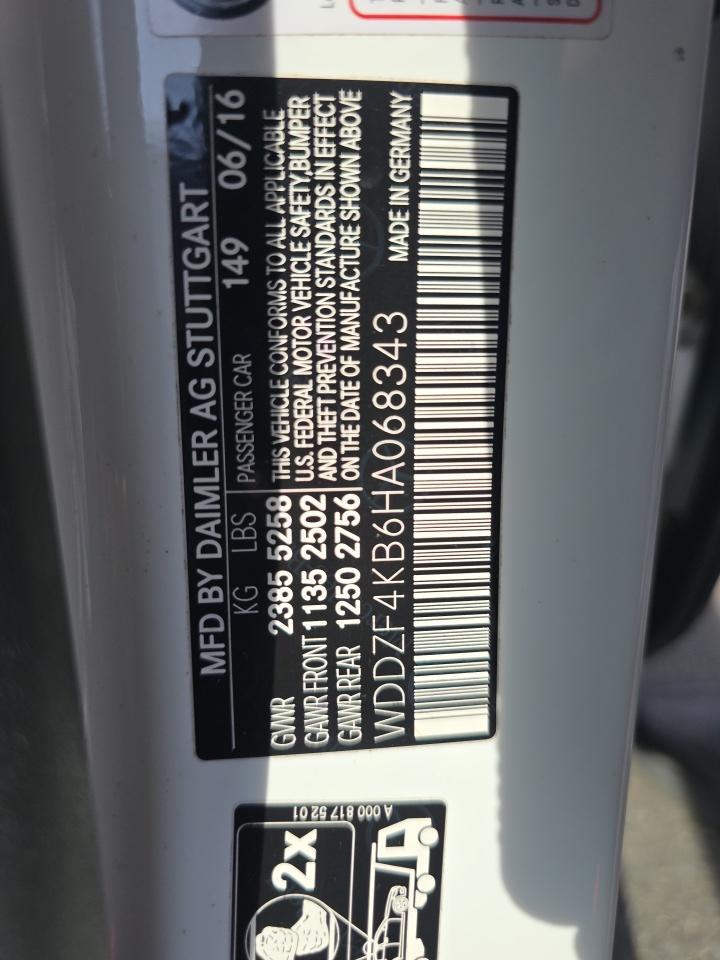 MFD BY DAIMLER AG STUTTGART
KG LBS PASSENGER CAR 149 06/16
GVWR 2385 5258 THIS VEHICLE CONFORMS TO ALL APPLICABLE
GAWR FRONT 1135 2502 U.S. FEDERAL MOTOR VEHICLE SAFETY,BUMPER
GAWR REAR 1250 2756 AND THEFT PREVENTION STANDARDS IN EFFECT
ON THE DATE OF MANUFACTURE SHOWN ABOVE
WDDZF4KB6HA068343 MADE IN GERMANY
A 000 817 52 01
2x